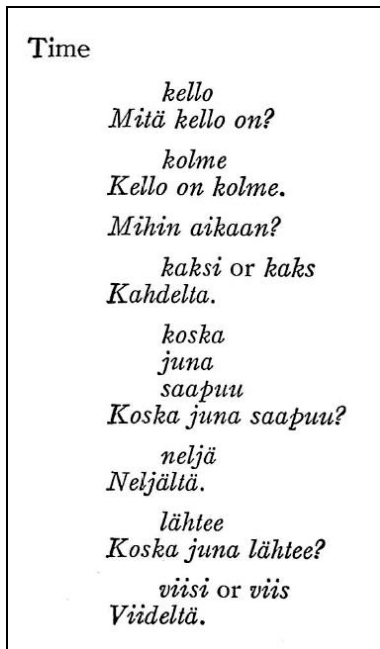 Time
kello
Mitä kello on?
kolme
Kello on kolme.
Mihin aikaan?
kaksi or kaks
Kahdelta.
koska
juna
saapuu
Koska juna saapuu?
neljä
Neljältä.
lähtee
Koska juna lähtee?
viisi or viis
Viideltä.